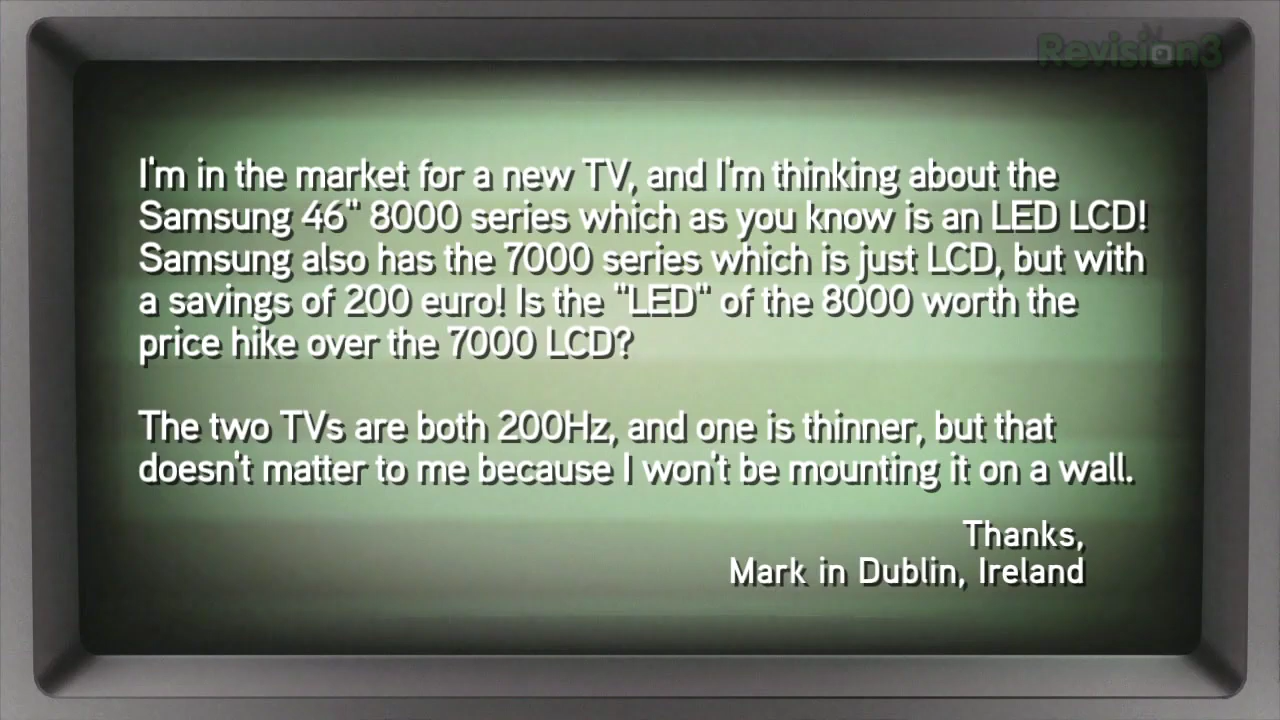 Revision3
I'm in the market for a new TV, and I'm thinking about the
Samsung 46" 8000 series which as you know is an LED LCD!
Samsung also has the 7000 series which is just LCD, but with
a savings of 200 euro! Is the "LED" of the 8000 worth the
price hike over the 7000 LCD?
The two TVs are both 200Hz, and one is thinner, but that
doesn't matter to me because I won't be mounting it on a wall.
Thanks,
Mark in Dublin, Ireland